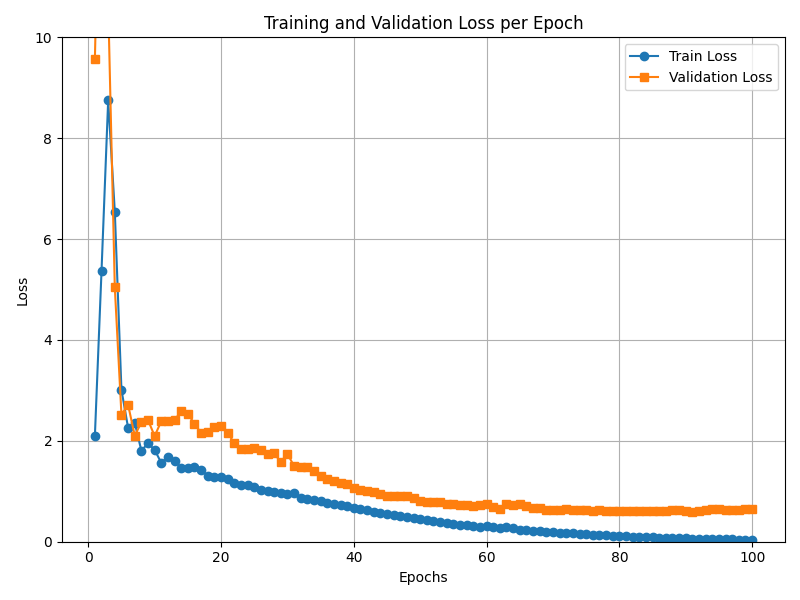 Training and Validation Loss per Epoch
Train Loss
Validation Loss
10
8
6
4
2
0
Loss
0 20 40 60 80 100
Epochs